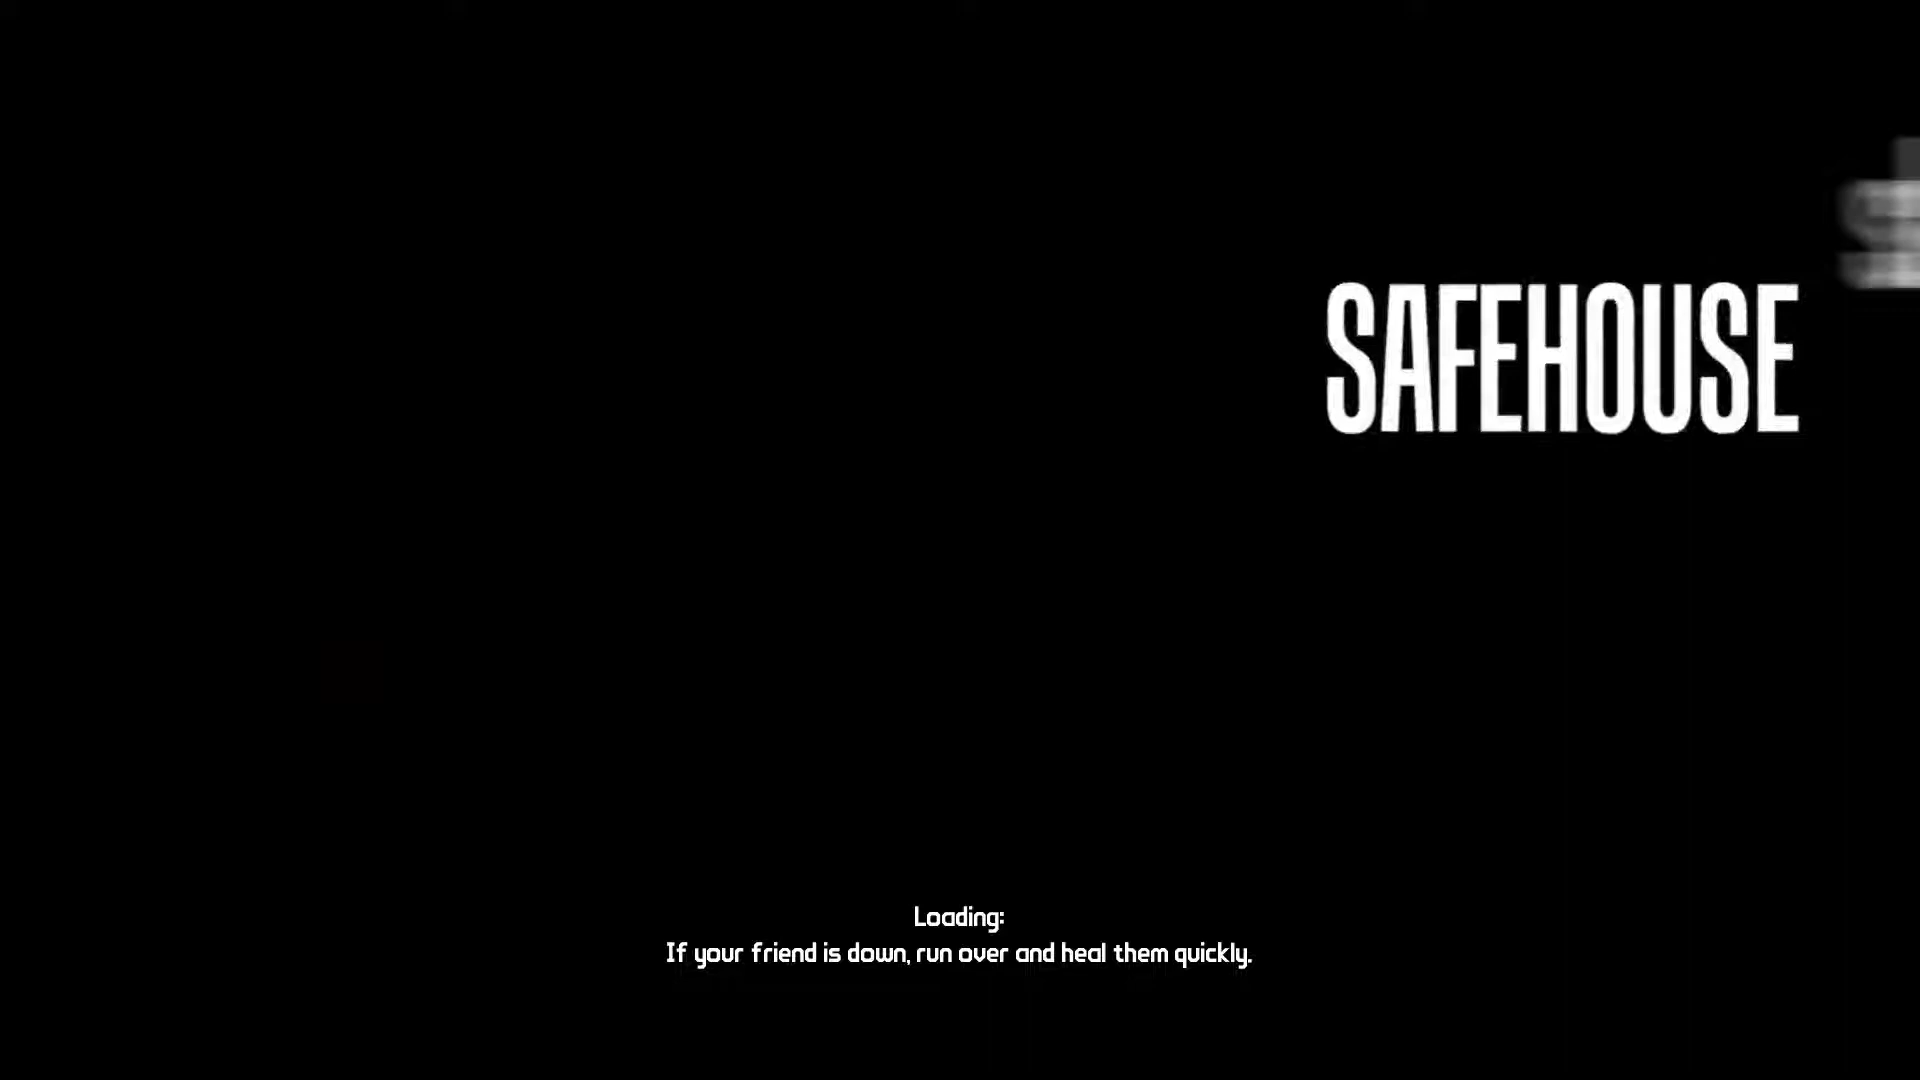 SAFEHOUSE
Loading:
If your friend is down, run over and heal them quickly.